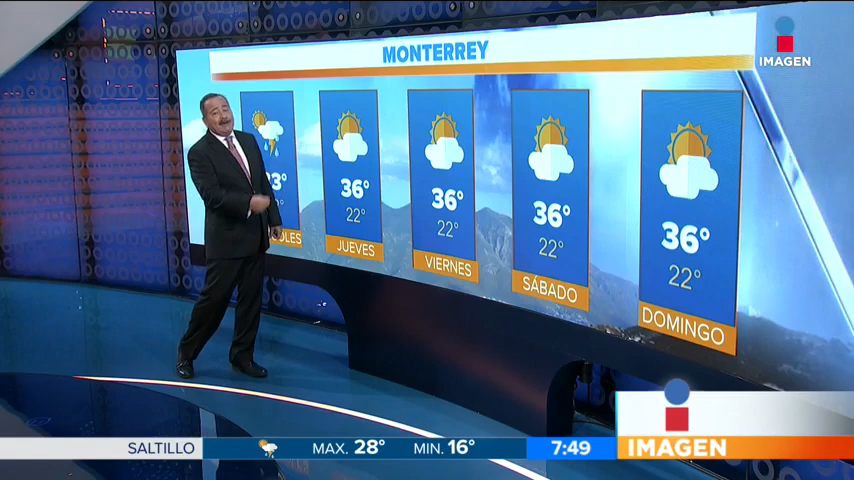 MONTERREY
IMAGEN
36°
22°
JUEVES
36°
22°
VIERNES
36°
22°
SÁBADO
36°
22°
DOMINGO
SALTILLO
MAX. 28°
MIN. 16°
7:49
IMAGEN